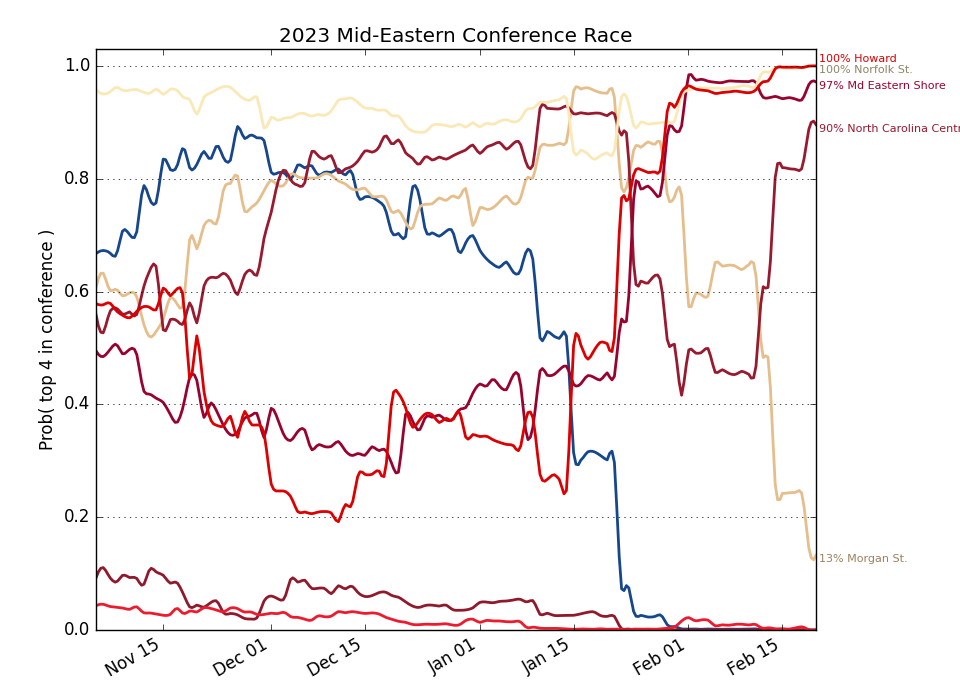 2023 Mid-Eastern Conference Race
1.0
0.8
0.6
0.4
0.2
0.0
Prob( top 4 in conference )
100% Howard
100% Norfolk St.
97% Md Eastern Shore
90% North Carolina Centr
13% Morgan St.
Nov 15
Dec 01
Dec 15
Jan 01
Jan 15
Feb 01
Feb 15